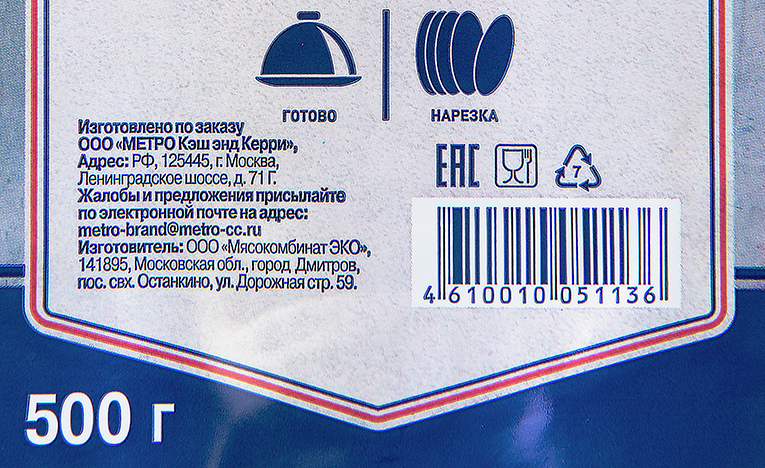 ГОТОВО
НАРЕЗКА
Изготовлено по заказу
ООО «МЕТРО Кэш энд Керри»,
Адрес: РФ, 125445, г. Москва,
Ленинградское шоссе, д. 71 Г.
Жалобы и предложения присылайте
по электронной почте на адрес:
metro-brand@metro-cc.ru
Изготовитель: ООО «Мясокомбинат ЭКО»,
141895, Московская обл., город Дмитров,
пос. свх. Останкино, ул. Дорожная стр. 59.
ЕАС
7
4 610010 051136
500 г